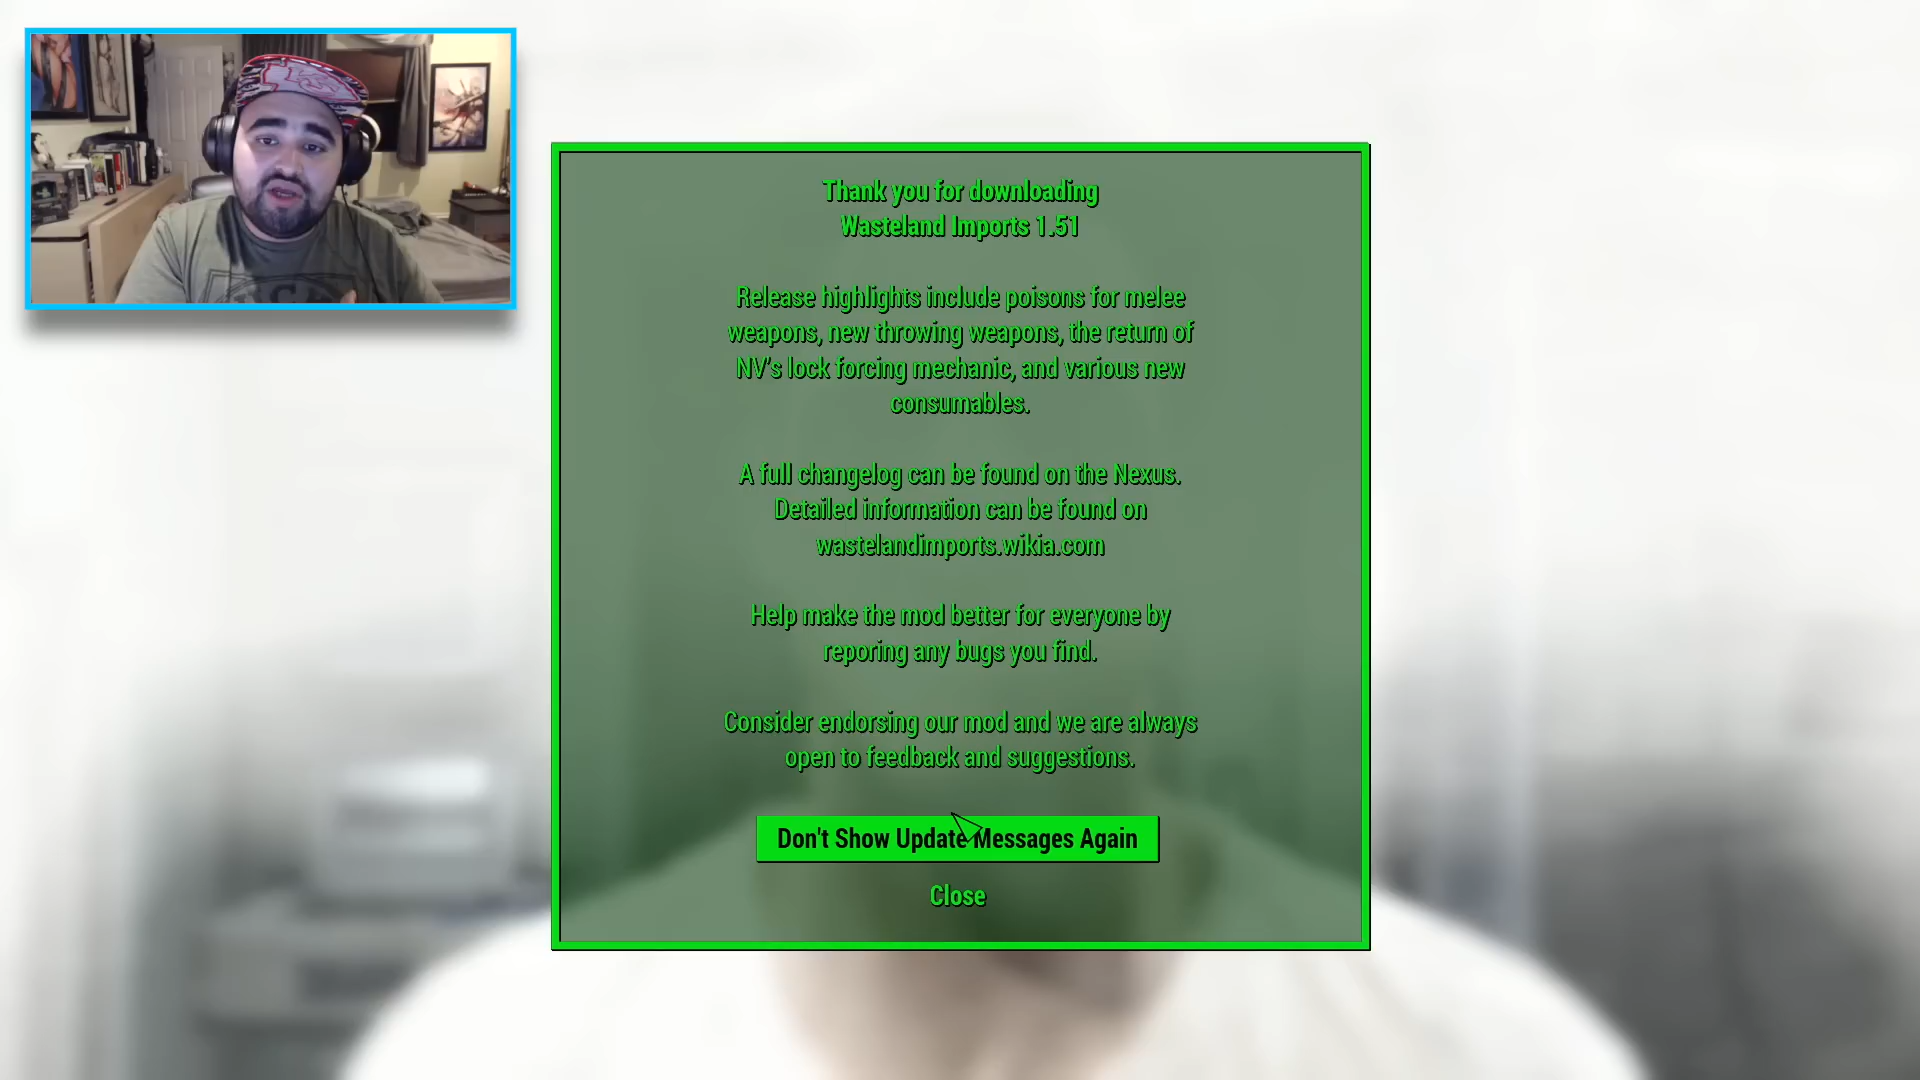 Thank you for downloading
Wasteland Imports 1.51
Release highlights include poisons for melee
weapons, new throwing weapons, the return of
NV's lock forcing mechanic, and various new
consumables.
A full changelog can be found on the Nexus.
Detailed information can be found on
wastelandimports.wikia.com
Help make the mod better for everyone by
reporing any bugs you find.
Consider endorsing our mod and we are always
open to feedback and suggestions.
Don't Show Update Messages Again
Close